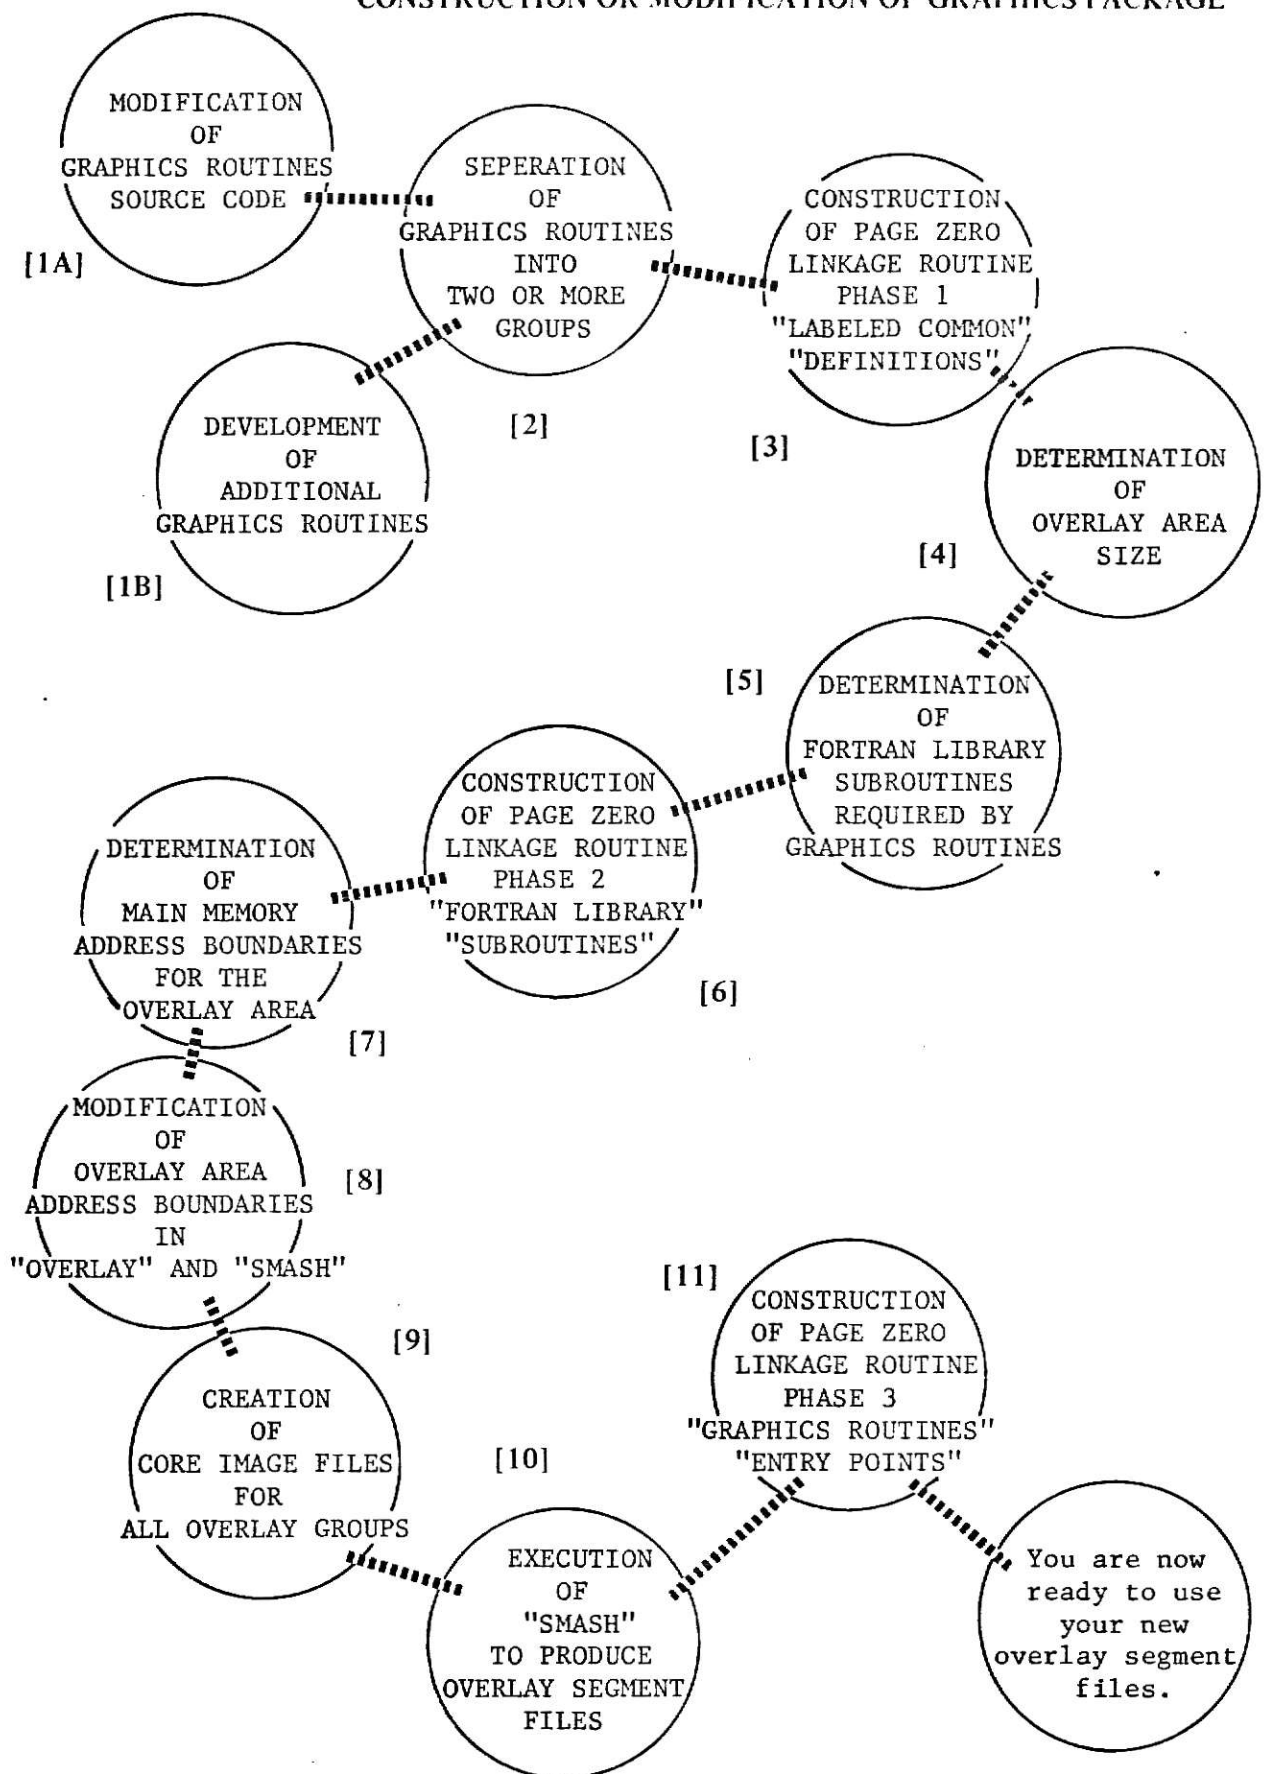 CONSTRUCTION OR MODIFICATION OF GRAPHICS PACKAGE
MODIFICATION
OF
GRAPHICS ROUTINES
SOURCE CODE
[1A]
DEVELOPMENT
OF
ADDITIONAL
GRAPHICS ROUTINES
[1B]
SEPERATION
OF
GRAPHICS ROUTINES
INTO
TWO OR MORE
GROUPS
[2]
CONSTRUCTION
OF PAGE ZERO
LINKAGE ROUTINE
PHASE 1
"LABELED COMMON"
"DEFINITIONS"
[3]
DETERMINATION
OF
OVERLAY AREA
SIZE
[4]
[5]
DETERMINATION
OF
FORTRAN LIBRARY
SUBROUTINES
REQUIRED BY
GRAPHICS ROUTINES
CONSTRUCTION
OF PAGE ZERO
LINKAGE ROUTINE
PHASE 2
"FORTRAN LIBRARY"
"SUBROUTINES"
[6]
DETERMINATION
OF
MAIN MEMORY
ADDRESS BOUNDARIES
FOR THE
OVERLAY AREA
[7]
MODIFICATION
OF
OVERLAY AREA
ADDRESS BOUNDARIES
IN
"OVERLAY" AND "SMASH"
[8]
[9]
CREATION
OF
CORE IMAGE FILES
FOR
ALL OVERLAY GROUPS
[10]
EXECUTION
OF
"SMASH"
TO PRODUCE
OVERLAY SEGMENT
FILES
[11]
CONSTRUCTION
OF PAGE ZERO
LINKAGE ROUTINE
PHASE 3
"GRAPHICS ROUTINES"
"ENTRY POINTS"
You are now
ready to use
your new
overlay segment
files.